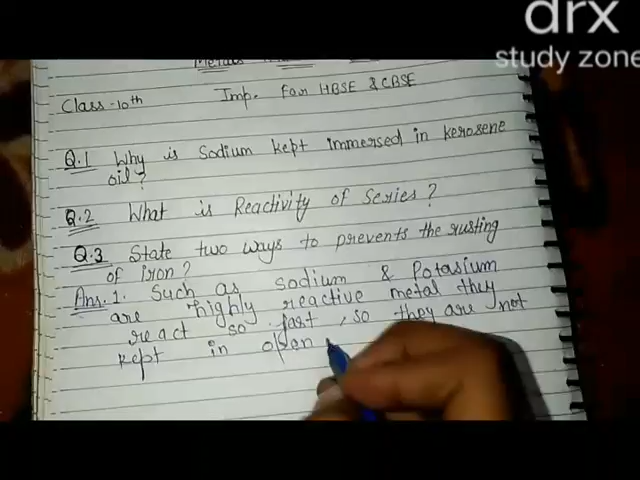 drx
study zone
Metals
Class-10th Imp. For HBSE & CBSE
Q.1 Why is Sodium kept immersed in kerosene
oil?
Q.2 What is Reactivity of Series?
Q.3 State two ways to prevents the rusting
of iron?
Ans.1. Such as sodium & Potasium
are highly reactive metal they
react so fast, so they are not
kept in open